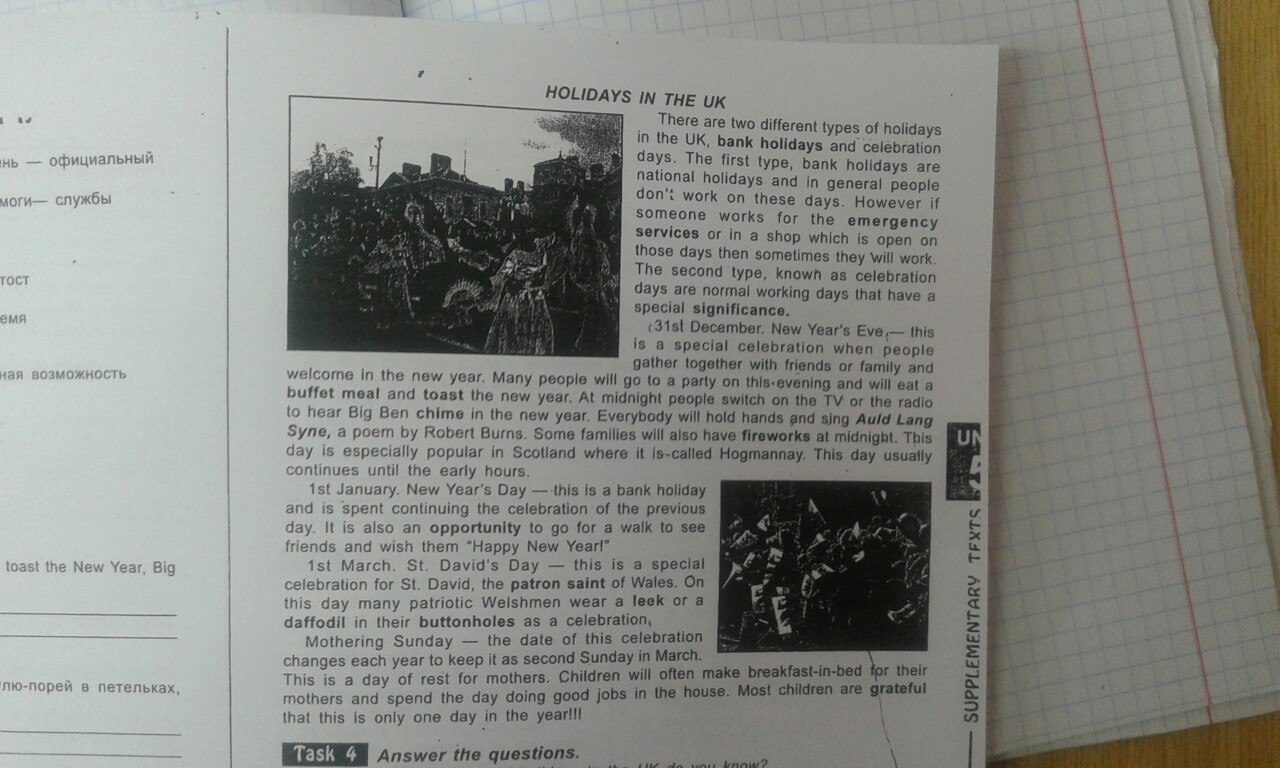 ень — официальный
моги— службы
тост
емя
ная возможность
toast the New Year, Big
лю-порей в петельках,
HOLIDAYS IN THE UK
There are two different types of holidays
in the UK, bank holidays and celebration
days. The first type, bank holidays are
national holidays and in general people
don't work on these days. However if
someone works for the emergency
services or in a shop which is open on
those days then sometimes they will work.
The second type, known as celebration
days are normal working days that have a
special significance.
31st December. New Year's Eve, — this
is a special celebration when people
gather together with friends or family and
welcome in the new year. Many people will go to a party on this evening and will eat a
buffet meal and toast the new year. At midnight people switch on the TV or the radio
to hear Big Ben chime in the new year. Everybody will hold hands and sing Auld Lang
Syne, a poem by Robert Burns. Some families will also have fireworks at midnight. This
day is especially popular in Scotland where it is called Hogmannay. This day usually
continues until the early hours.
1st January. New Year's Day — this is a bank holiday
and is spent continuing the celebration of the previous
day. It is also an opportunity to go for a walk to see
friends and wish them "Happy New Year!"
1st March. St. David's Day — this is a special
celebration for St. David, the patron saint of Wales. On
this day many patriotic Welshmen wear a leek or a
daffodil in their buttonholes as a celebration.
Mothering Sunday — the date of this celebration
changes each year to keep it as second Sunday in March.
This is a day of rest for mothers. Children will often make breakfast-in-bed for their
mothers and spend the day doing good jobs in the house. Most children are grateful
that this is only one day in the year!!!
Task 4 Answer the questions.
in the UK do you know?
UN
5
SUPPLEMENTARY TEXTS